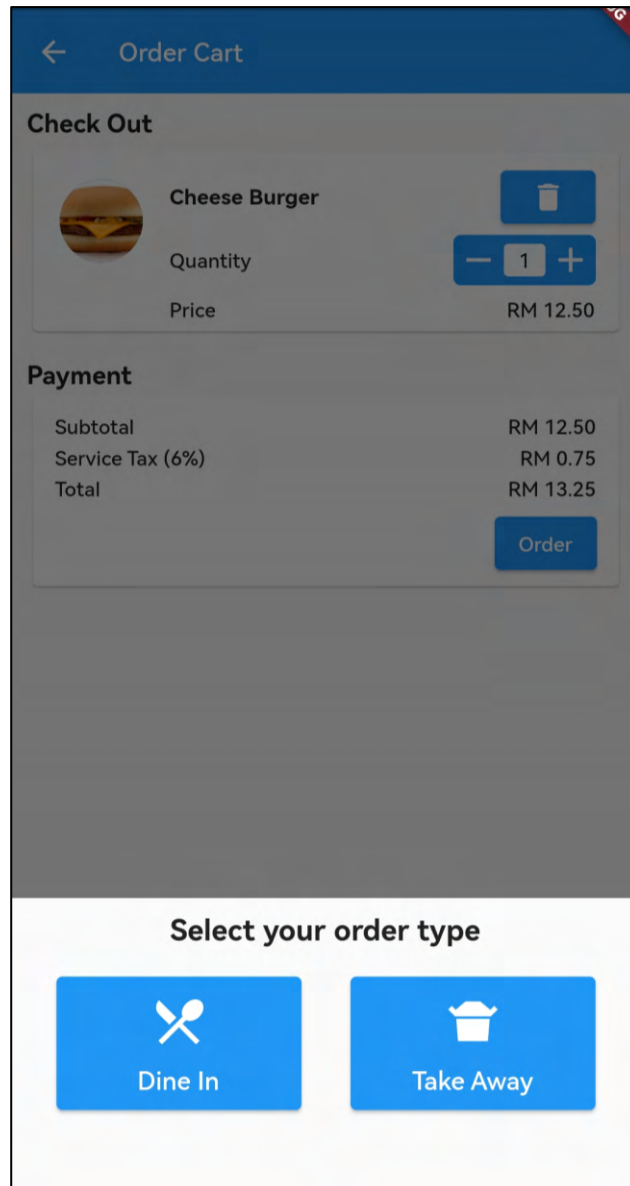 Order Cart
Check Out
Cheese Burger
Quantity
1
Price RM 12.50
Payment
Subtotal RM 12.50
Service Tax (6%) RM 0.75
Total RM 13.25
Order
Select your order type
Dine In Take Away